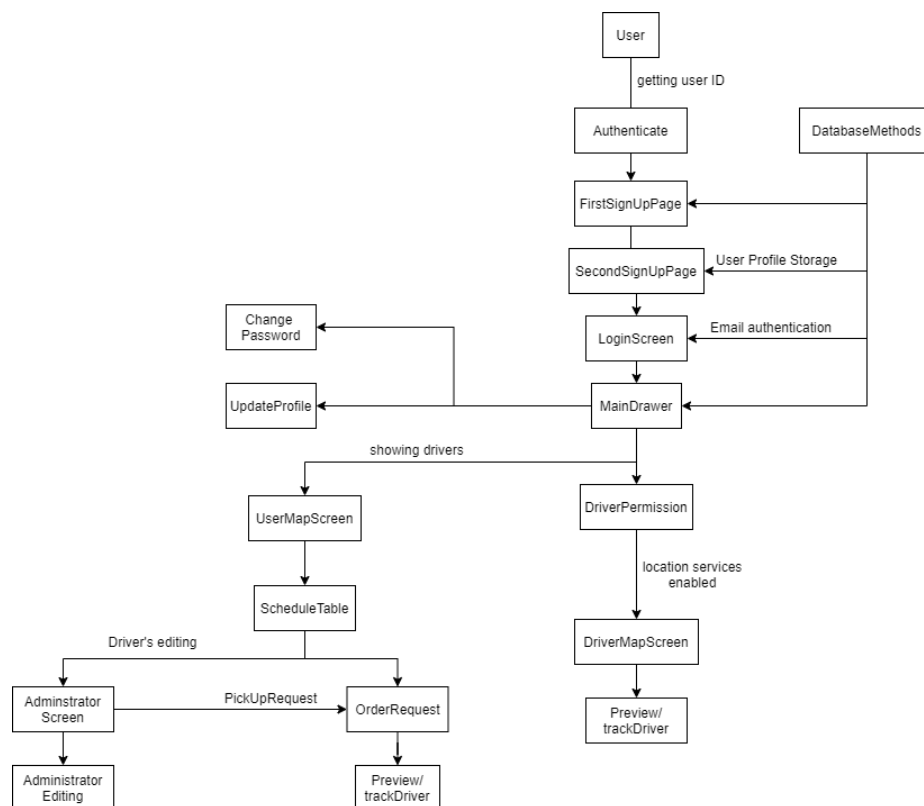 User
getting user ID
Authenticate
DatabaseMethods
FirstSignUpPage
SecondSignUpPage
User Profile Storage
Change
Password
LoginScreen
Email authentication
UpdateProfile
MainDrawer
showing drivers
UserMapScreen
DriverPermission
location services
enabled
ScheduleTable
Driver's editing
DriverMapScreen
Adminstrator
Screen
PickUpRequest
OrderRequest
Preview/
trackDriver
Administrator
Editing
Preview/
trackDriver